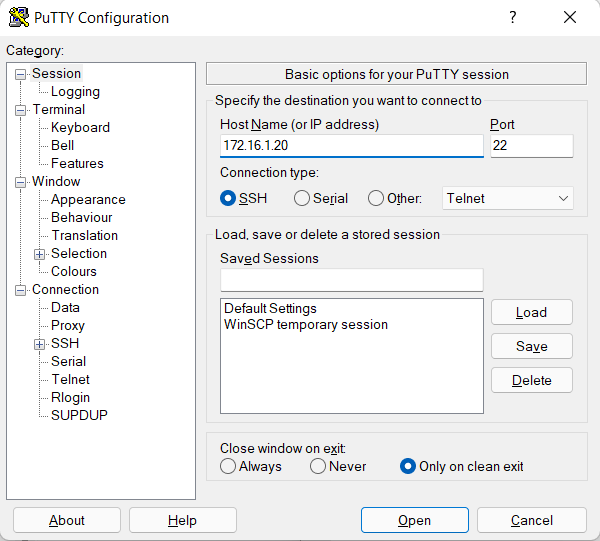 PuTTY Configuration
?
Category:
Session
Logging
Terminal
Keyboard
Bell
Features
Window
Appearance
Behaviour
Translation
Selection
Colours
Connection
Data
Proxy
SSH
Serial
Telnet
Rlogin
SUPDUP
Basic options for your PuTTY session
Specify the destination you want to connect to
Host Name (or IP address) Port
172.16.1.20 22
Connection type:
SSH Serial Other: Telnet
Load, save or delete a stored session
Saved Sessions
Default Settings
WinSCP temporary session
Load
Save
Delete
Close window on exit:
Always Never Only on clean exit
About Help Open Cancel